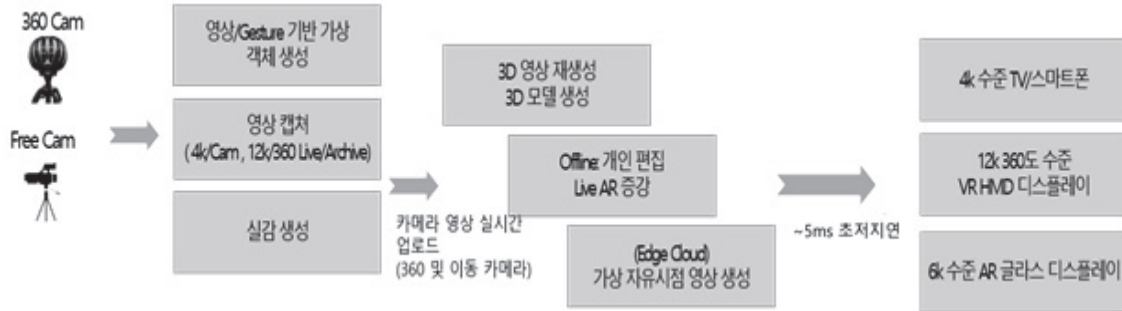 360 Cam
Free Cam
영상/Gesture 기반 가상
객체 생성
영상 캡쳐
( 4k/Cam , 12k/360 Live/Archive)
실감 생성
카메라 영상 실시간
업로드
(360 및 이동 카메라)
3D 영상 재생성
3D 모델 생성
Offline: 개인 편집
Live AR 증강
(Edge Cloud)
가상 자유시점 영상 생성
~5ms 초저지연
4k 수준 TV/스마트폰
12k 360도 수준
VR HMD 디스플레이
6k 수준 AR 글라스 디스플레이